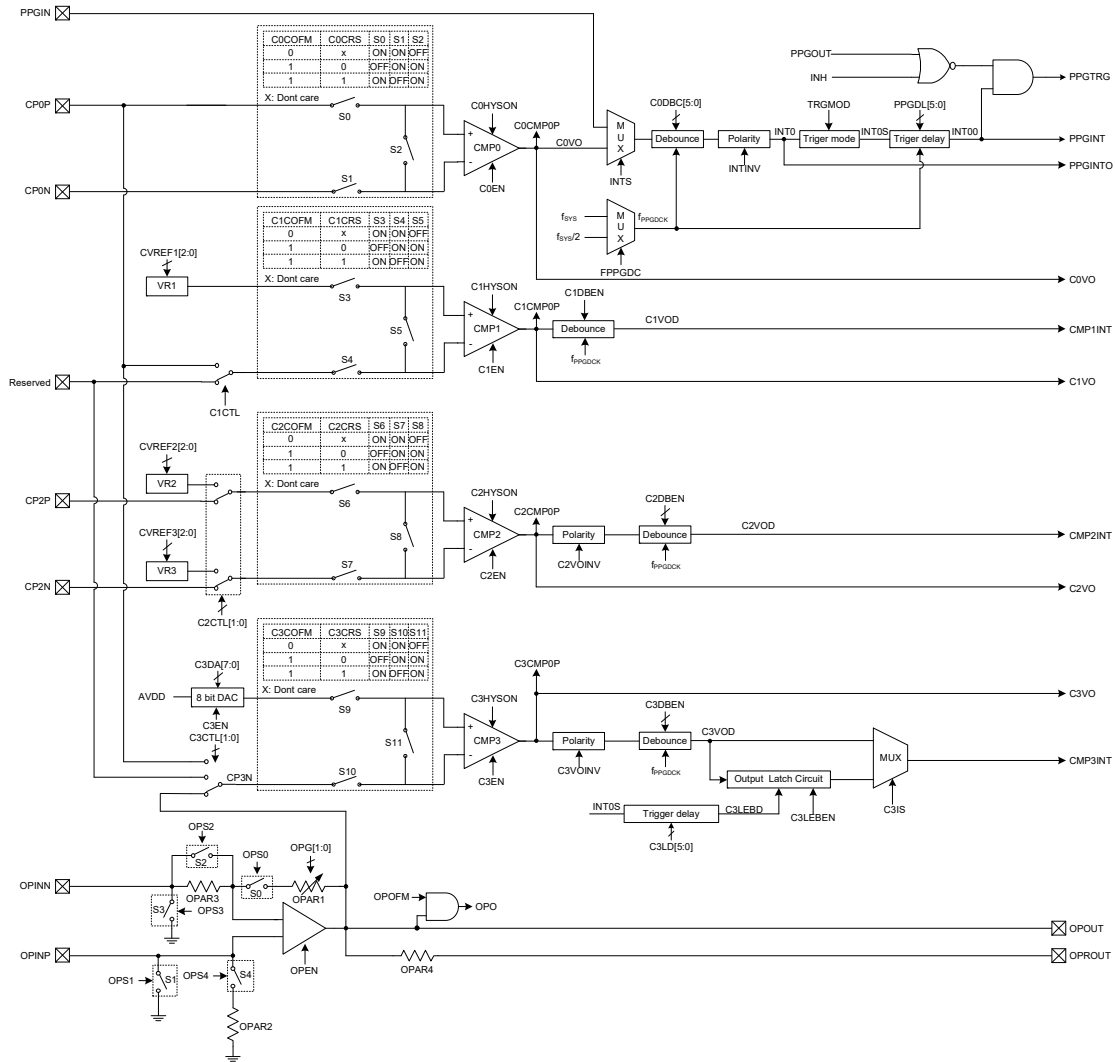 PPGIN
C0COFM C0CRS S0 S1 S2
0 x ON ON OFF
1 0 OFF ON ON
1 1 ON OFF ON
X: Dont care
CP0P
S0
S2
S1
CP0N
C0HYSON
+
CMP0
-
C0EN
C0CMP0P
C0VO
MUX
INTS
C0DBC[5:0]
Debounce
Polarity
INTINV
INT0
TRGMOD
Triger mode
INT0S
PPGDL[5:0]
Triger delay
INT00
PPGOUT
INH
PPGTRG
PPGINT
PPGINTO
fSYS
fSYS/2
MUX
fPPGDCK
FPPGDC
C0VO
C1COFM C1CRS S3 S4 S5
0 x ON ON OFF
1 0 OFF ON ON
1 1 ON OFF ON
X: Dont care
CVREF1[2:0]
VR1
S3
S5
S4
Reserved
C1CTL
C1HYSON
+
CMP1
-
C1EN
C1CMP0P
C1DBEN
Debounce
fPPGDCK
C1VOD
CMP1INT
C1VO
C2COFM C2CRS S6 S7 S8
0 x ON ON OFF
1 0 OFF ON ON
1 1 ON OFF ON
X: Dont care
CVREF2[2:0]
VR2
CP2P
CVREF3[2:0]
VR3
CP2N
C2CTL[1:0]
S6
S8
S7
C2HYSON
+
CMP2
-
C2EN
C2CMP0P
Polarity
C2VOINV
C2DBEN
Debounce
fPPGDCK
C2VOD
CMP2INT
C2VO
C3COFM C3CRS S9 S10 S11
0 x ON ON OFF
1 0 OFF ON ON
1 1 ON OFF ON
X: Dont care
C3DA[7:0]
AVDD
8 bit DAC
C3EN
C3CTL[1:0]
CP3N
S9
S11
S10
C3HYSON
+
CMP3
-
C3EN
C3CMP0P
C3VO
Polarity
C3VOINV
C3DBEN
Debounce
fPPGDCK
C3VOD
Output Latch Circuit
MUX
CMP3INT
C3IS
INT0S
Trigger delay
C3LEBD
C3LEBEN
C3LD[5:0]
OPS2
S2
OPS0
S0
OPG[1:0]
OPAR1
OPINN
OPAR3
S3
OPS3
OPINP
OPS1
S1
OPS4
S4
OPAR2
OPEN
OPOFM
OPO
OPOUT
OPAR4
OPROUT